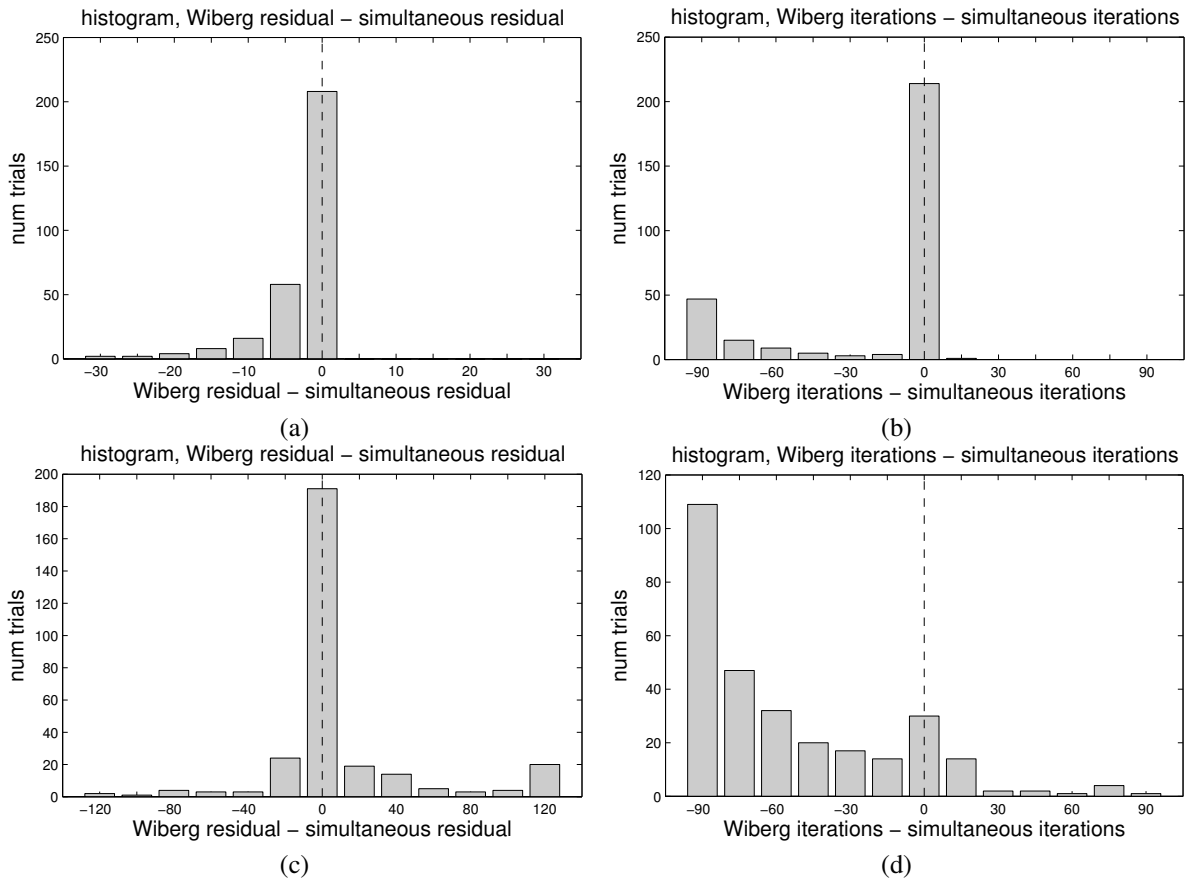 histogram, Wiberg residual − simultaneous residual
250
200
150
100
50
0
num trials
−30 −20 −10 0 10 20 30
Wiberg residual − simultaneous residual
(a)
histogram, Wiberg iterations − simultaneous iterations
250
200
150
100
50
0
num trials
−90 −60 −30 0 30 60 90
Wiberg iterations − simultaneous iterations
(b)
histogram, Wiberg residual − simultaneous residual
200
180
160
140
120
100
80
60
40
20
0
num trials
−120 −80 −40 0 40 80 120
Wiberg residual − simultaneous residual
(c)
histogram, Wiberg iterations − simultaneous iterations
120
100
80
60
40
20
0
num trials
−90 −60 −30 0 30 60 90
Wiberg iterations − simultaneous iterations
(d)